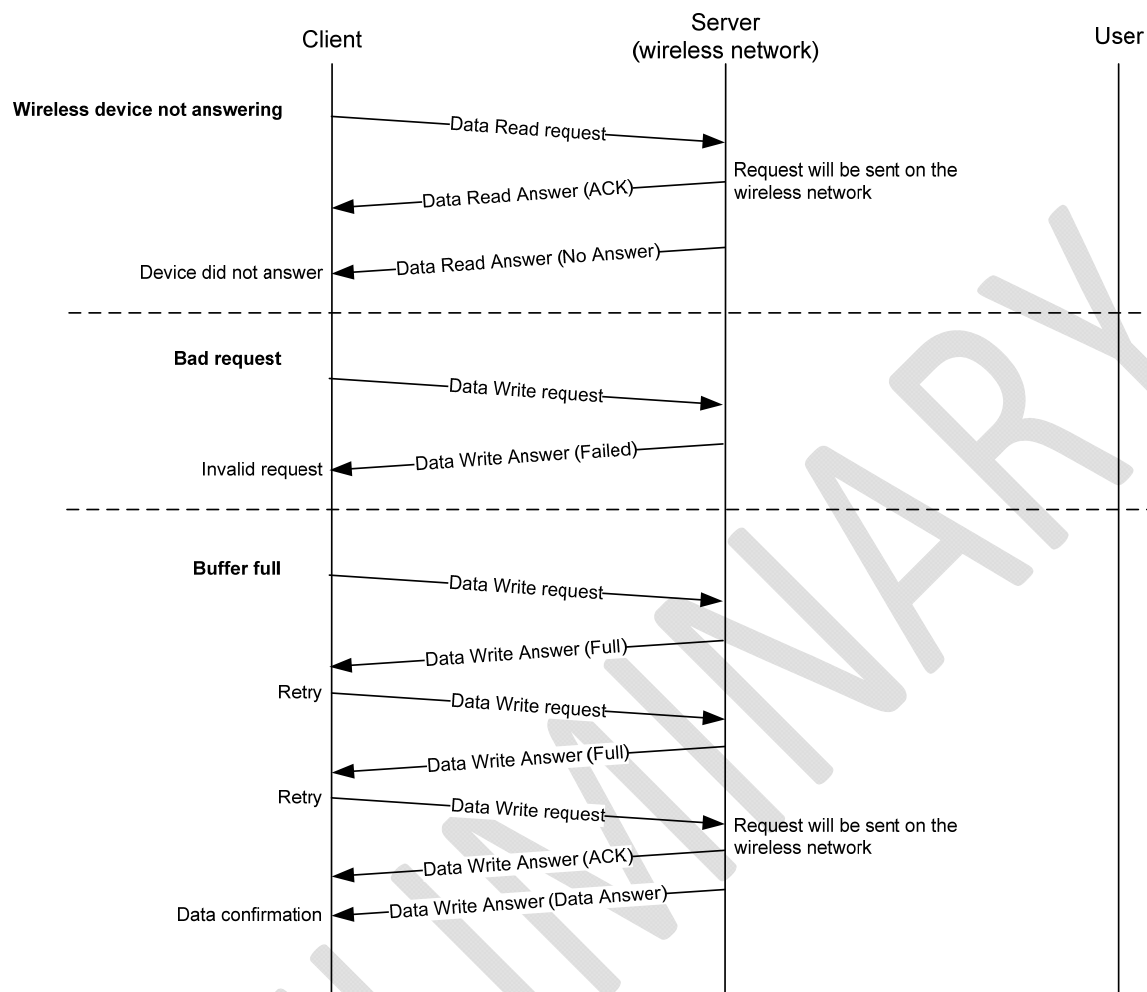 Client
Server
(wireless network)
User
Wireless device not answering
Data Read request
Request will be sent on the
wireless network
Data Read Answer (ACK)
Data Read Answer (No Answer)
Device did not answer
Bad request
Data Write request
Data Write Answer (Failed)
Invalid request
Buffer full
Data Write request
Data Write Answer (Full)
Retry
Data Write request
Data Write Answer (Full)
Retry
Data Write request
Request will be sent on the
wireless network
Data Write Answer (ACK)
Data Write Answer (Data Answer)
Data confirmation